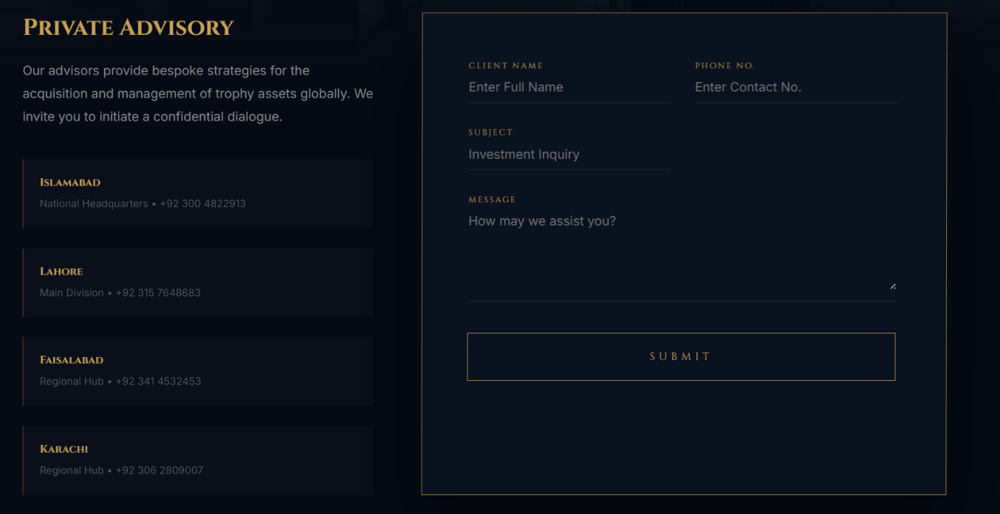 Private Advisory
Our advisors provide bespoke strategies for the
acquisition and management of trophy assets globally. We
invite you to initiate a confidential dialogue.
Islamabad
National Headquarters • +92 300 4822913
Lahore
Main Division • +92 315 7648683
Faisalabad
Regional Hub • +92 341 4532453
Karachi
Regional Hub • +92 306 2809007
CLIENT NAME
Enter Full Name
PHONE NO.
Enter Contact No.
SUBJECT
Investment Inquiry
MESSAGE
How may we assist you?
SUBMIT